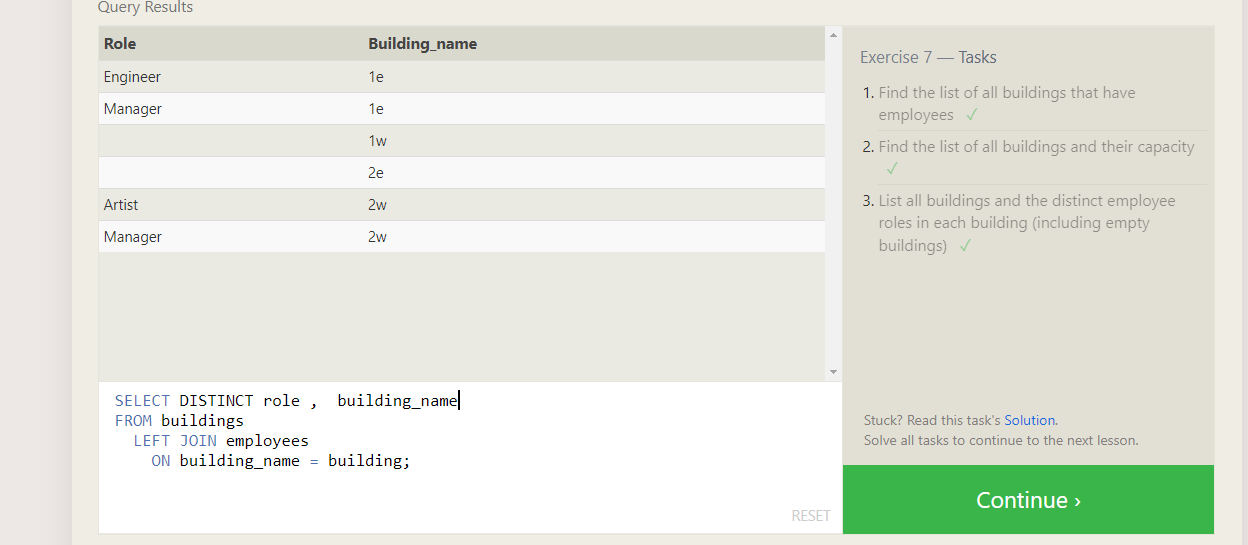 Query Results
Role Building_name
Engineer 1e
Manager 1e
1w
2e
Artist 2w
Manager 2w
SELECT DISTINCT role ,  building_name
FROM buildings
  LEFT JOIN employees
    ON building_name = building;
RESET
Exercise 7 — Tasks
1. Find the list of all buildings that have
employees ✓
2. Find the list of all buildings and their capacity
✓
3. List all buildings and the distinct employee
roles in each building (including empty
buildings) ✓
Stuck? Read this task's Solution.
Solve all tasks to continue to the next lesson.
Continue ›